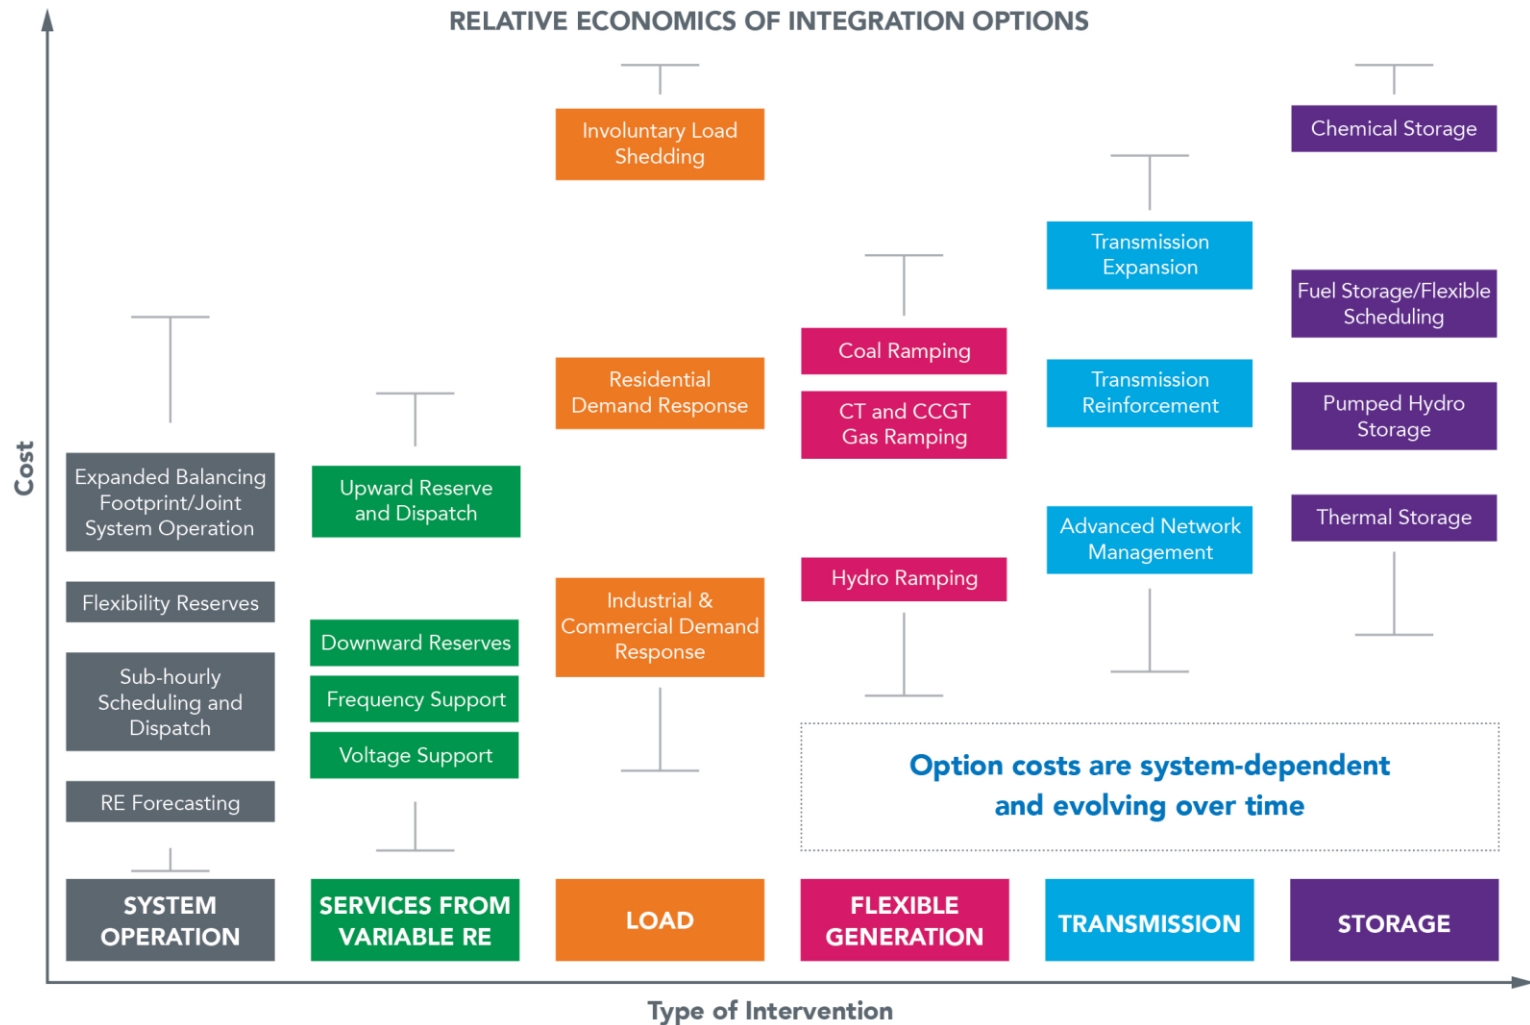 RELATIVE ECONOMICS OF INTEGRATION OPTIONS
Cost
Expanded Balancing
Footprint/Joint
System Operation
Flexibility Reserves
Sub-hourly
Scheduling and
Dispatch
RE Forecasting
SYSTEM
OPERATION
Upward Reserve
and Dispatch
Downward Reserves
Frequency Support
Voltage Support
SERVICES FROM
VARIABLE RE
Involuntary Load
Shedding
Residential
Demand Response
Industrial &
Commercial Demand
Response
LOAD
Coal Ramping
CT and CCGT
Gas Ramping
Hydro Ramping
FLEXIBLE
GENERATION
Transmission
Expansion
Transmission
Reinforcement
Advanced Network
Management
TRANSMISSION
Chemical Storage
Fuel Storage/Flexible
Scheduling
Pumped Hydro
Storage
Thermal Storage
STORAGE
Option costs are system-dependent
and evolving over time
Type of Intervention